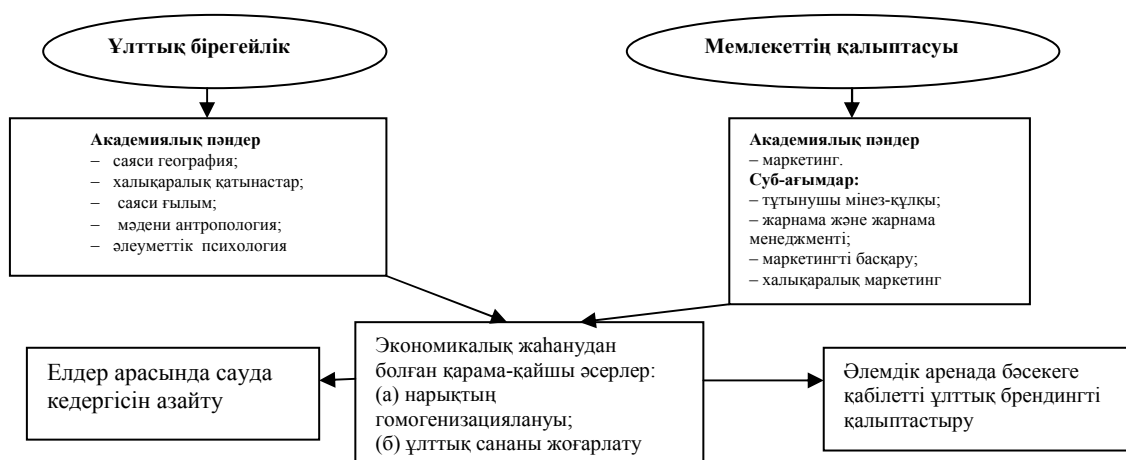 Ұлттық бірегейлік
Мемлекеттің қалыптасуы
Академиялық пәндер
– саяси география;
– халықаралық қатынастар;
– саяси ғылым;
– мәдени антропология;
– әлеуметтік психология
Академиялық пәндер
– маркетинг.
Суб-ағымдар:
– тұтынушы мінез-құлқы;
– жарнама және жарнама
менеджменті;
– маркетингті басқару;
– халықаралық маркетинг
Елдер арасында сауда
кедергісін азайту
Экономикалық жаһанудан
болған қарама-қайшы әсерлер:
(а) нарықтың
гомогенизациялануы;
(б) ұлттық сананы жоғарлату
Әлемдік аренада бәсекеге
қабілетті ұлттық брендингті
қалыптастыру